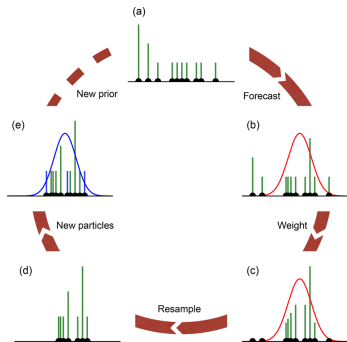 (a)
New prior
Forecast
(e)
(b)
New particles
Weight
(d)
(c)
Resample